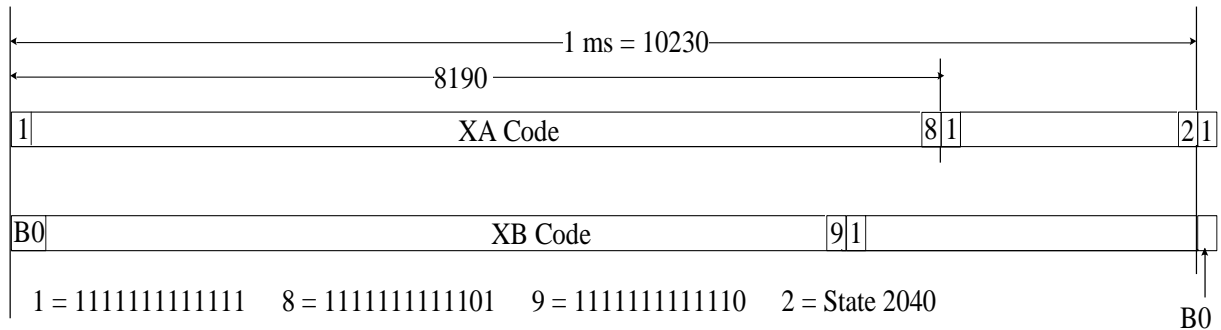 1 ms = 10230
8190
1 XA Code 8 1 2 1
B0 XB Code 9 1
1 = 1111111111111 8 = 1111111111101 9 = 1111111111110 2 = State 2040
B0